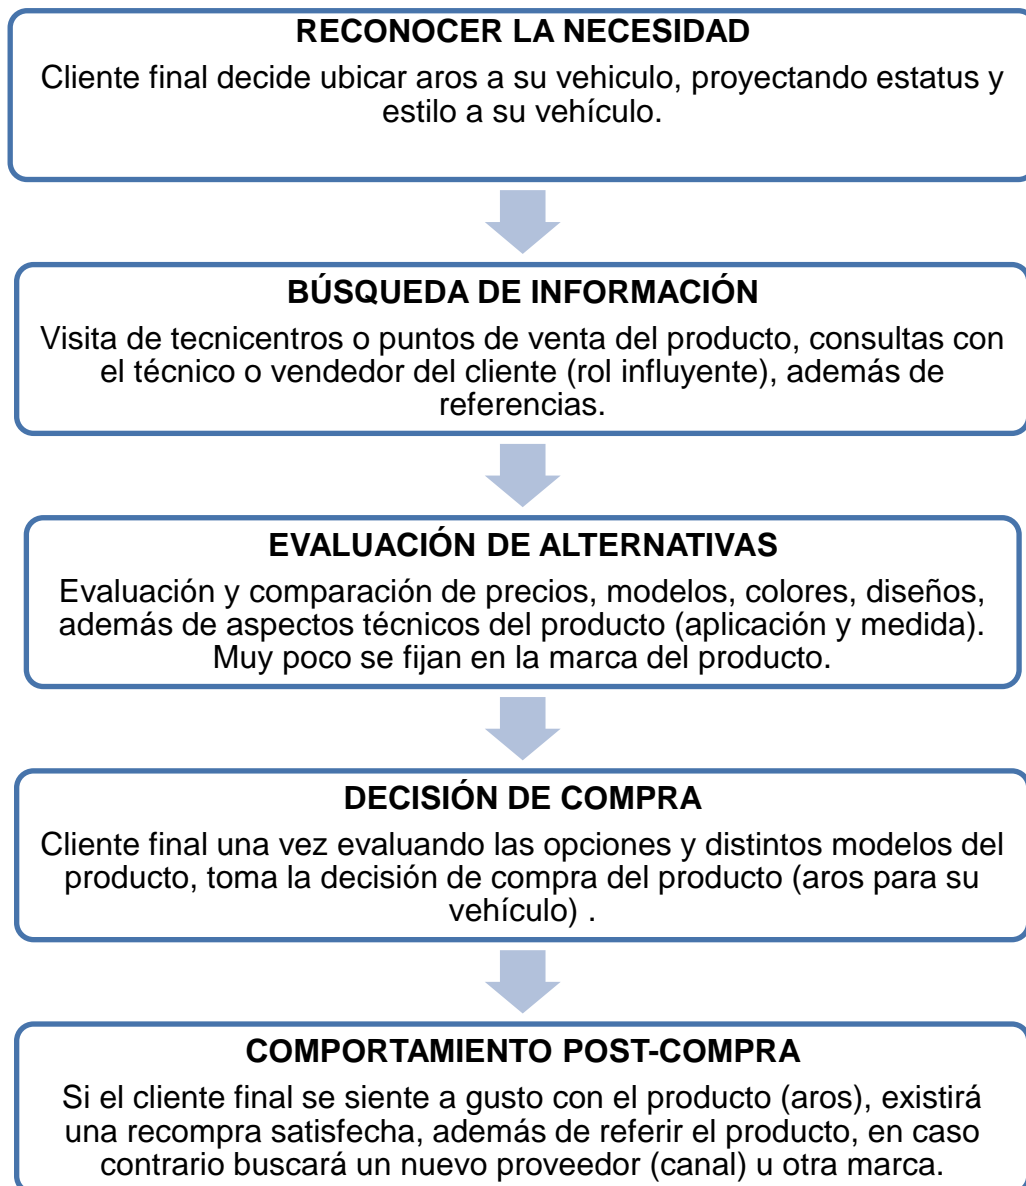 RECONOCER LA NECESIDAD
Cliente final decide ubicar aros a su vehiculo, proyectando estatus y
estilo a su vehículo.
BÚSQUEDA DE INFORMACIÓN
Visita de tecnicentros o puntos de venta del producto, consultas con
el técnico o vendedor del cliente (rol influyente), además de
referencias.
EVALUACIÓN DE ALTERNATIVAS
Evaluación y comparación de precios, modelos, colores, diseños,
además de aspectos técnicos del producto (aplicación y medida).
Muy poco se fijan en la marca del producto.
DECISIÓN DE COMPRA
Cliente final una vez evaluando las opciones y distintos modelos del
producto, toma la decisión de compra del producto (aros para su
vehículo) .
COMPORTAMIENTO POST-COMPRA
Si el cliente final se siente a gusto con el producto (aros), existirá
una recompra satisfecha, además de referir el producto, en caso
contrario buscará un nuevo proveedor (canal) u otra marca.